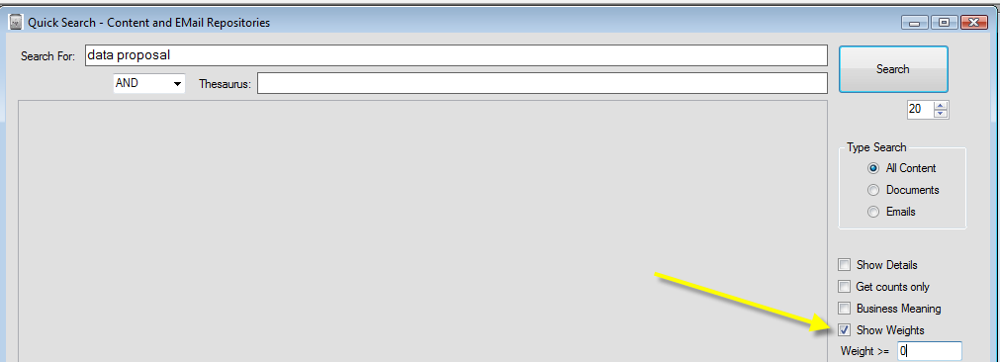 Quick Search - Content and EMail Repositories
Search For: data proposal
Search
AND Thesaurus:
20
Type Search
All Content
Documents
Emails
Show Details
Get counts only
Business Meaning
Show Weights
Weight >= 0